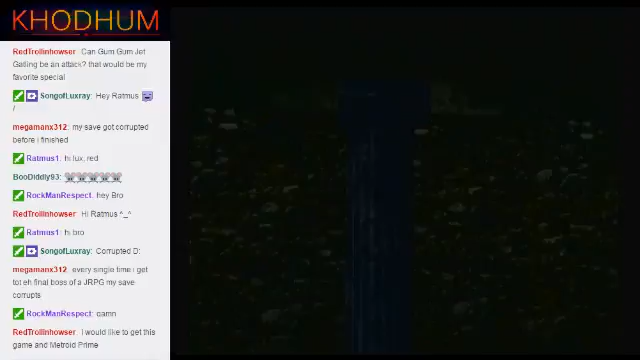 KHODHUM
RedTrollinhowser Can Gum Gum Jet
Gatling be an attack? that would be my
favorite special
SongofLuxray: Hey Ratmus
/
megamanx312: my save got corrupted
before i finished
Ratmus1: hi lux, red
BooDiddly93:
RockManRespect: hey Bro
RedTrollinhowser: Hi Ratmus ^_^
Ratmus1: hi bro
SongofLuxray: Corrupted D:
megamanx312: every single time i get
tot eh final boss of a JRPG my save
corrupts
RockManRespect: damn
RedTrollinhowser: I would like to get this
game and Metroid Prime